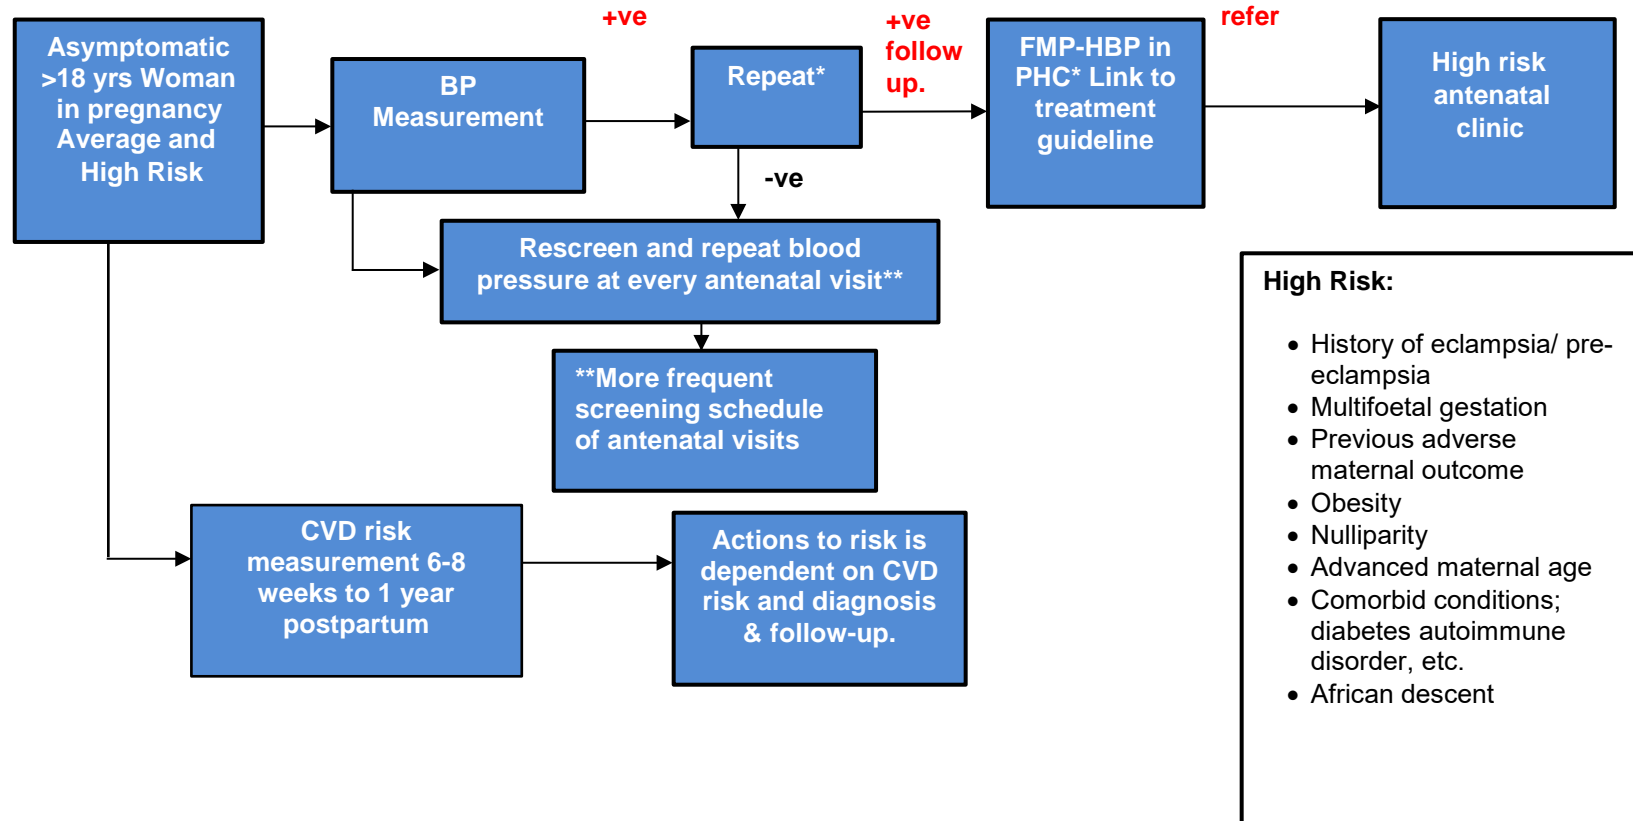 +ve
+ve
follow
up.
refer
Asymptomatic
>18 yrs Woman
in pregnancy
Average and
High Risk
BP
Measurement
Repeat*
FMP-HBP in
PHC* Link to
treatment
guideline
High risk
antenatal
clinic
-ve
Rescreen and repeat blood
pressure at every antenatal visit**
**More frequent
screening schedule
of antenatal visits
CVD risk
measurement 6-8
weeks to 1 year
postpartum
Actions to risk is
dependent on CVD
risk and diagnosis
& follow-up.
High Risk:
• History of eclampsia/ pre-
eclampsia
• Multifoetal gestation
• Previous adverse
maternal outcome
• Obesity
• Nulliparity
• Advanced maternal age
• Comorbid conditions;
diabetes autoimmune
disorder, etc.
• African descent